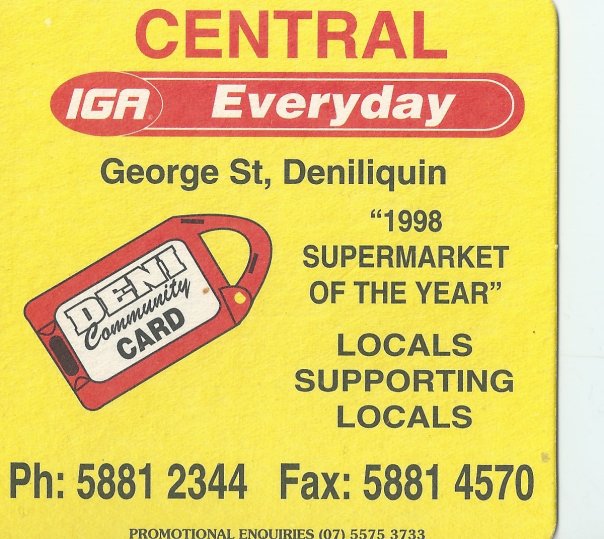 CENTRAL
IGA Everyday
George St, Deniliquin
DENI
Community
CARD
"1998
SUPERMARKET
OF THE YEAR"
LOCALS
SUPPORTING
LOCALS
Ph: 5881 2344 Fax: 5881 4570
PROMOTIONAL ENQUIRIES (07) 5575 3733